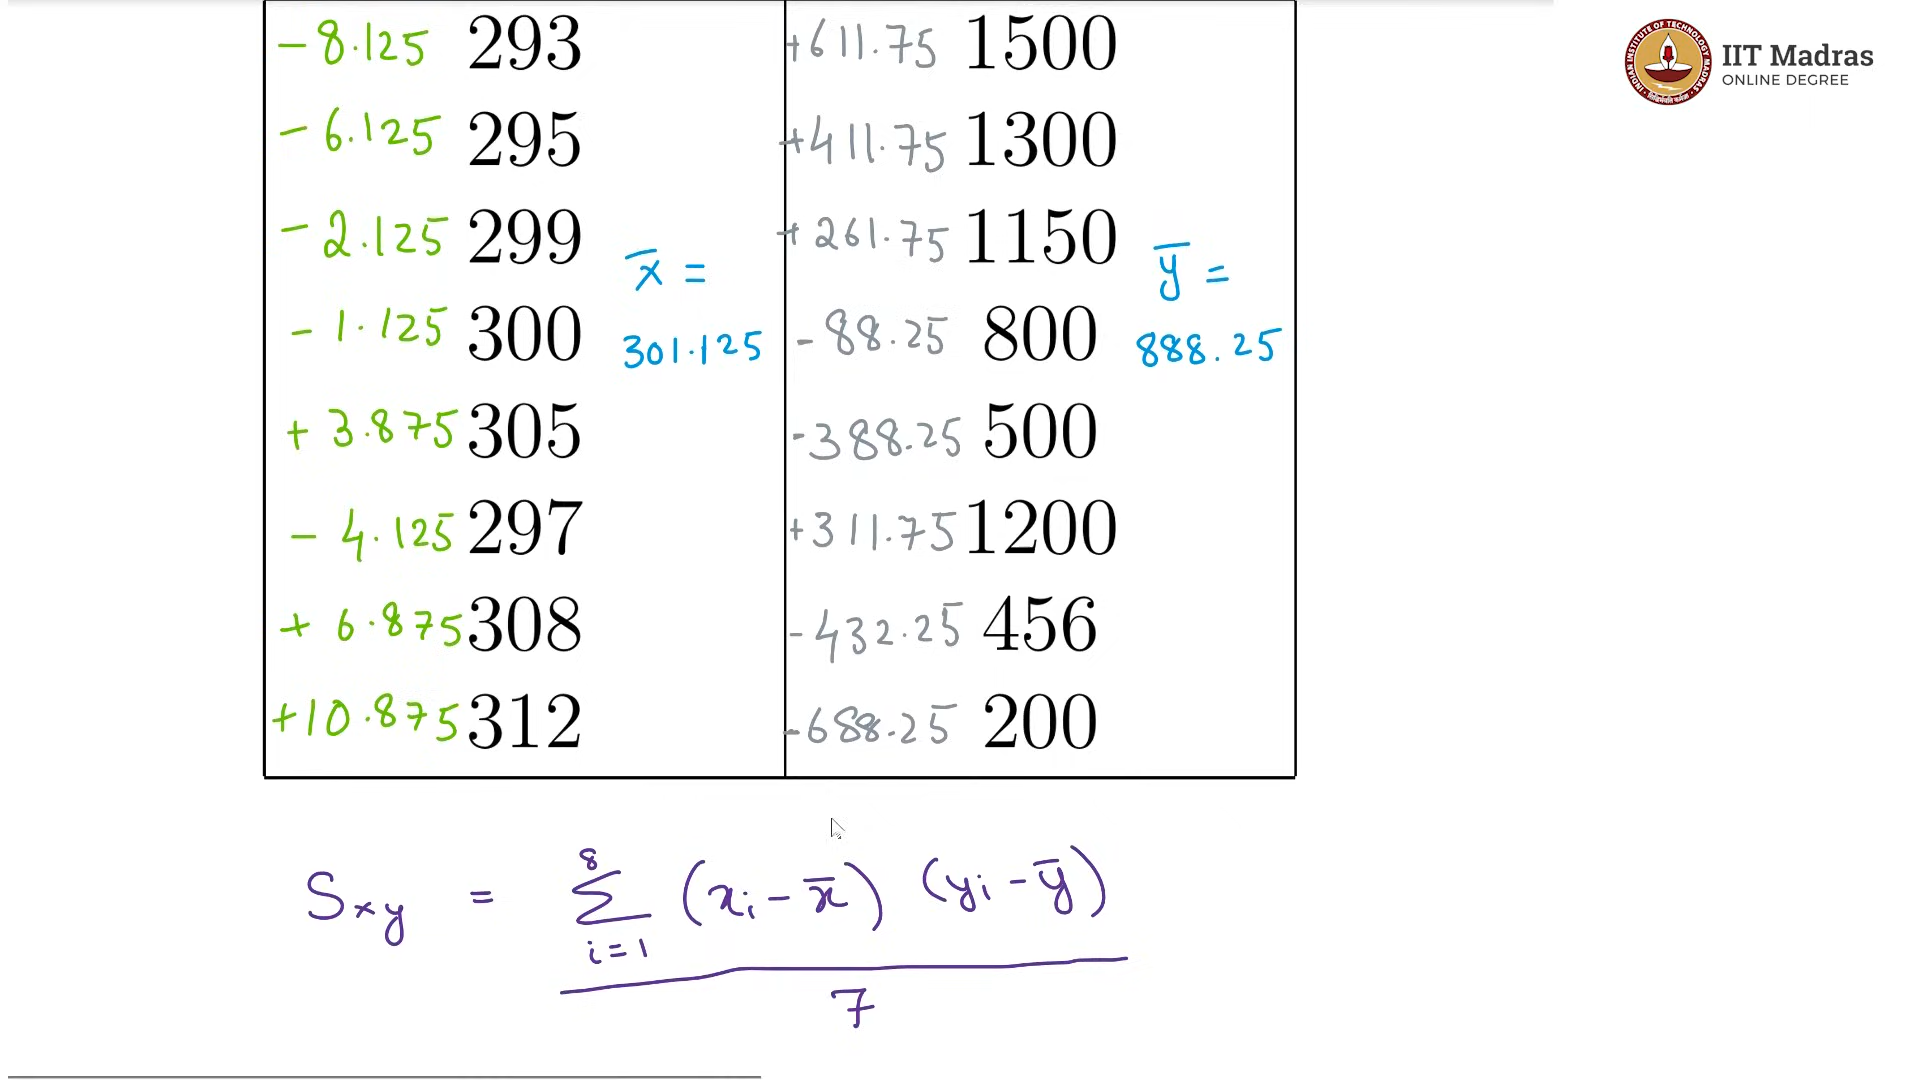 -8.125 293 +611.75 1500
-6.125 295 +411.75 1300
-2.125 299 +261.75 1150
x̄ = ȳ =
-1.125 300 301.125 -88.25 800 888.25
+3.875 305 -388.25 500
-4.125 297 +311.75 1200
+6.875 308 -432.25 456
+10.875 312 -688.25 200
Sxy = 8 Σ i=1 (xi - x̄) (yi - ȳ)
7
IIT Madras
ONLINE DEGREE